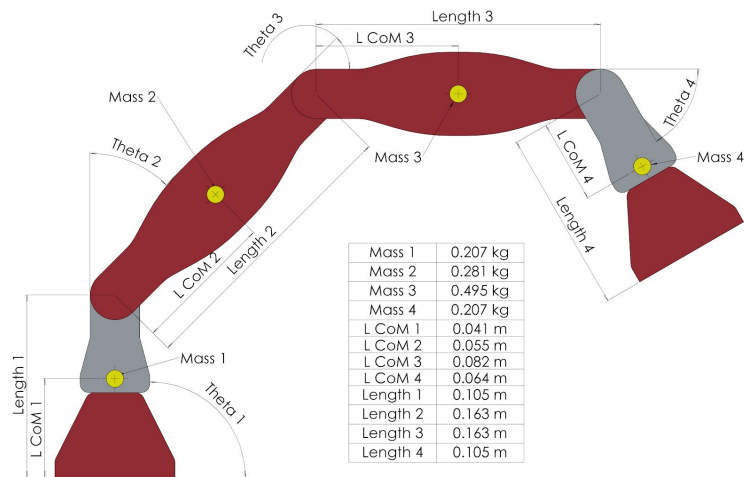 Theta 3
Length 3
L CoM 3
Mass 2
Theta 4
Theta 2
Mass 3
L CoM 4
Mass 4
Length 4
L CoM 2
Length 2
Mass 1
Length 1
L CoM 1
Theta 1
Mass 1 0.207 kg
Mass 2 0.281 kg
Mass 3 0.495 kg
Mass 4 0.207 kg
L CoM 1 0.041 m
L CoM 2 0.055 m
L CoM 3 0.082 m
L CoM 4 0.064 m
Length 1 0.105 m
Length 2 0.163 m
Length 3 0.163 m
Length 4 0.105 m